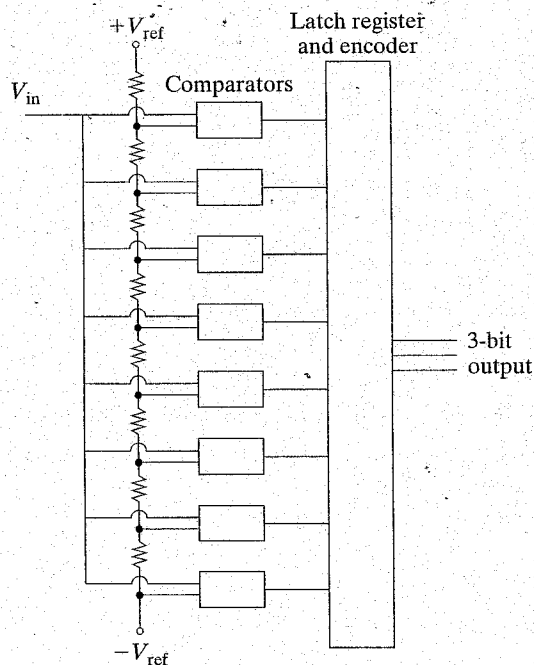 Latch register
and encoder
+V_ref
V_in
Comparators
3-bit
output
−V_ref